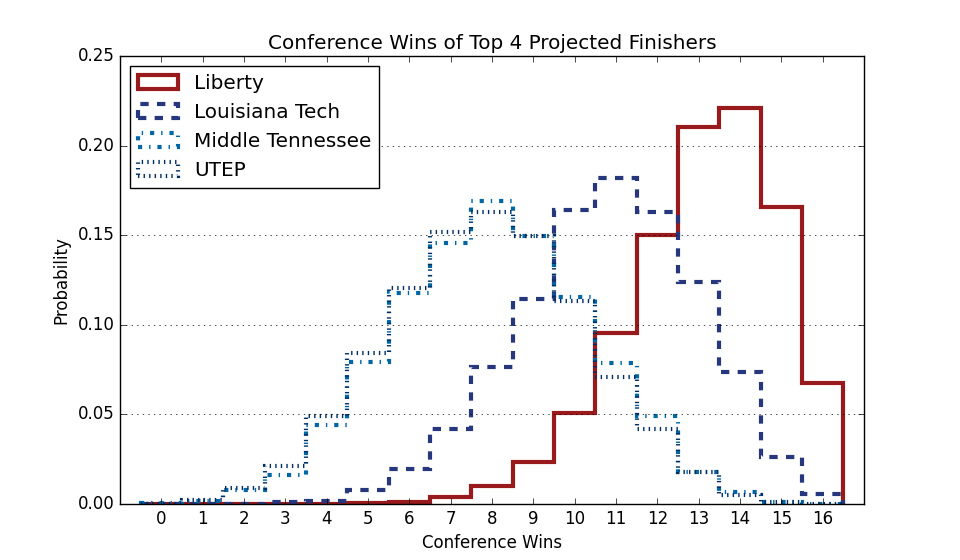 Conference Wins of Top 4 Projected Finishers
Liberty
Louisiana Tech
Middle Tennessee
UTEP
Probability
0.25
0.20
0.15
0.10
0.05
0.00
0 1 2 3 4 5 6 7 8 9 10 11 12 13 14 15 16
Conference Wins